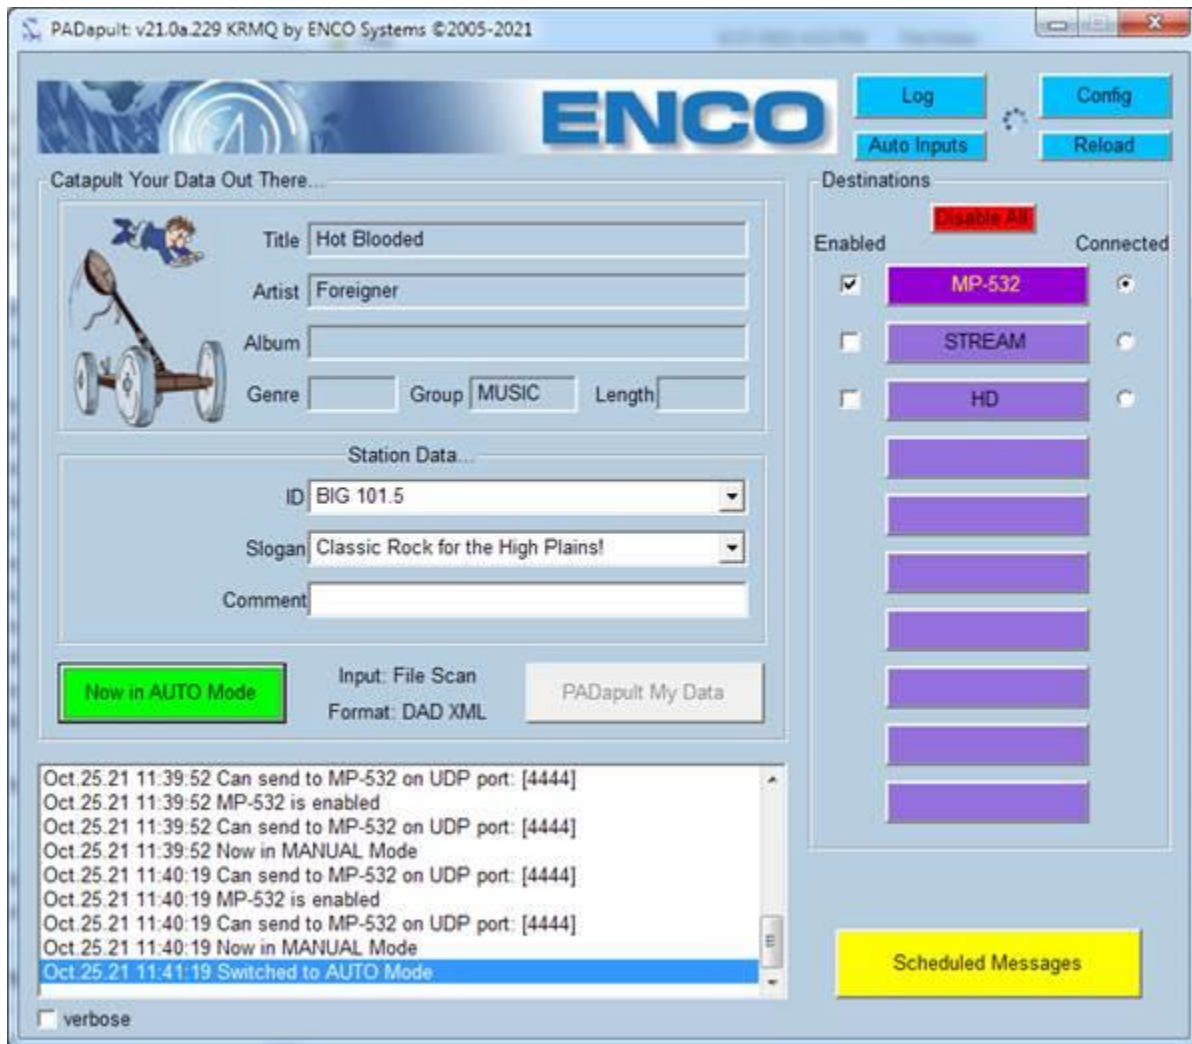 PADapult: v21.0a.229 KRMQ by ENCO Systems ©2005-2021
ENCO
Log
Config
Auto Inputs
Reload
Catapult Your Data Out There...
Title Hot Blooded
Artist Foreigner
Album
Genre Group MUSIC Length
Station Data...
ID BIG 101.5
Slogan Classic Rock for the High Plains!
Comment
Now in AUTO Mode
Input: File Scan
Format: DAD XML
PADapult My Data
Destinations
Disable All
Enabled Connected
MP-532
STREAM
HD
Oct.25.21 11:39:52 Can send to MP-532 on UDP port: [4444]
Oct.25.21 11:39:52 MP-532 is enabled
Oct.25.21 11:39:52 Can send to MP-532 on UDP port: [4444]
Oct.25.21 11:39:52 Now in MANUAL Mode
Oct.25.21 11:40:19 Can send to MP-532 on UDP port: [4444]
Oct.25.21 11:40:19 MP-532 is enabled
Oct.25.21 11:40:19 Can send to MP-532 on UDP port: [4444]
Oct.25.21 11:40:19 Now in MANUAL Mode
Oct.25.21 11:41:19 Switched to AUTO Mode
Scheduled Messages
verbose